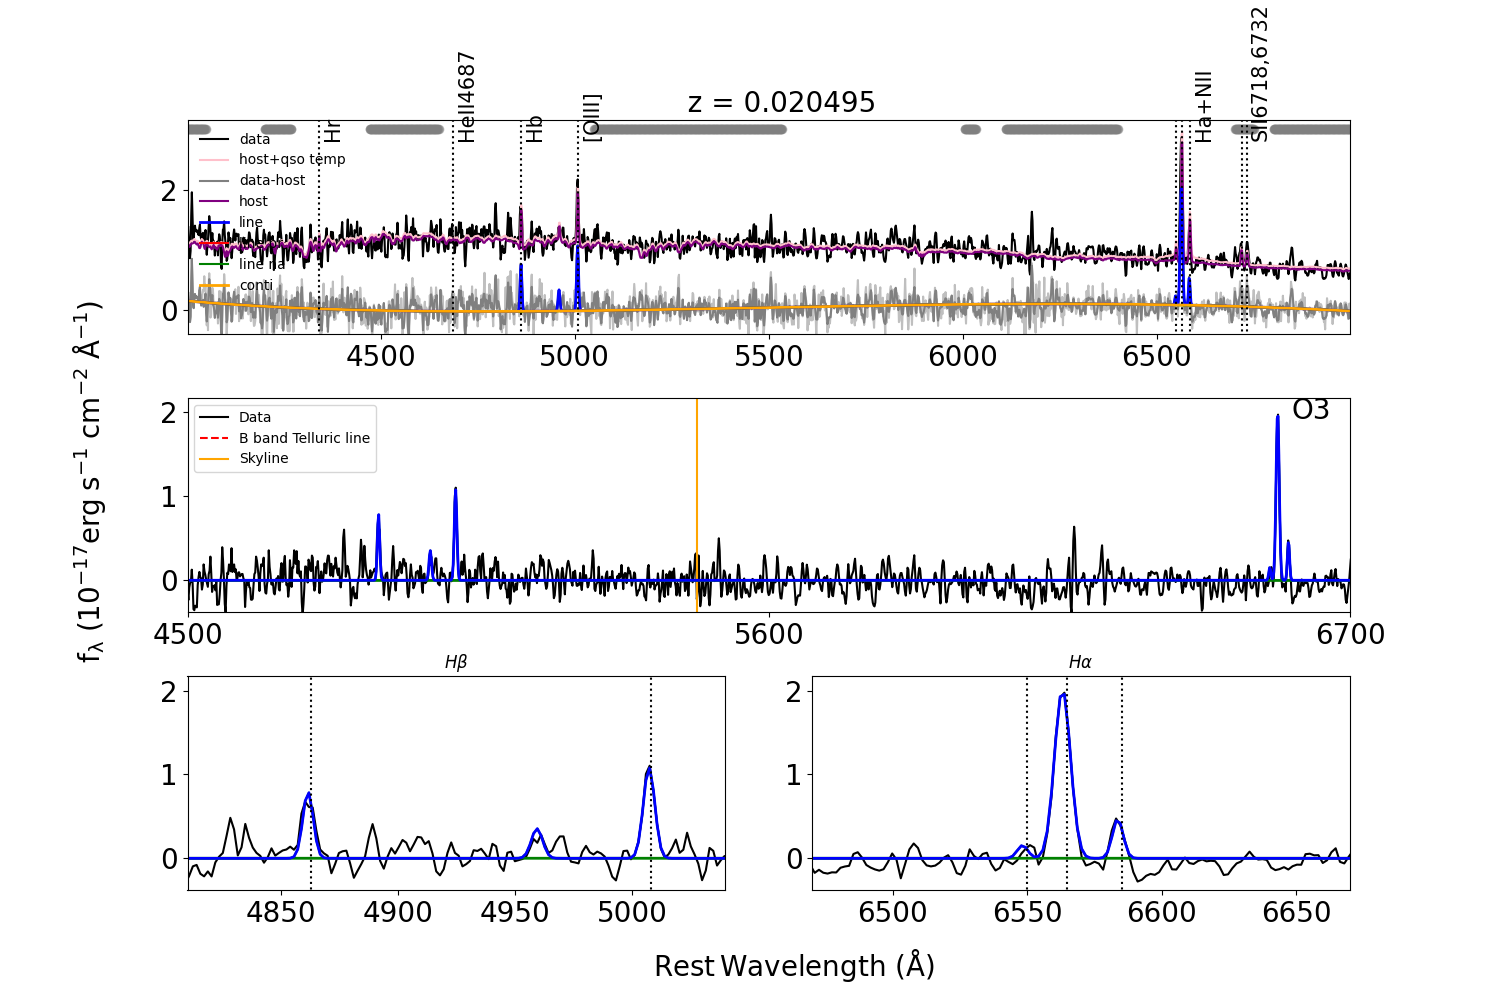 z = 0.020495
Hr
HeII4687
Hb
[OIII]
Ha+NII
SII6718,6732
data
host+qso temp
data-host
host
line
line na
conti
2
0
4500
5000
5500
6000
6500
fλ (10−17erg s−1 cm−2 Å−1)
O3
Data
B band Telluric line
Skyline
2
1
0
4500
5600
6700
Hβ
2
1
0
4850
4900
4950
5000
Hα
2
1
0
6500
6550
6600
6650
Rest Wavelength (Å)